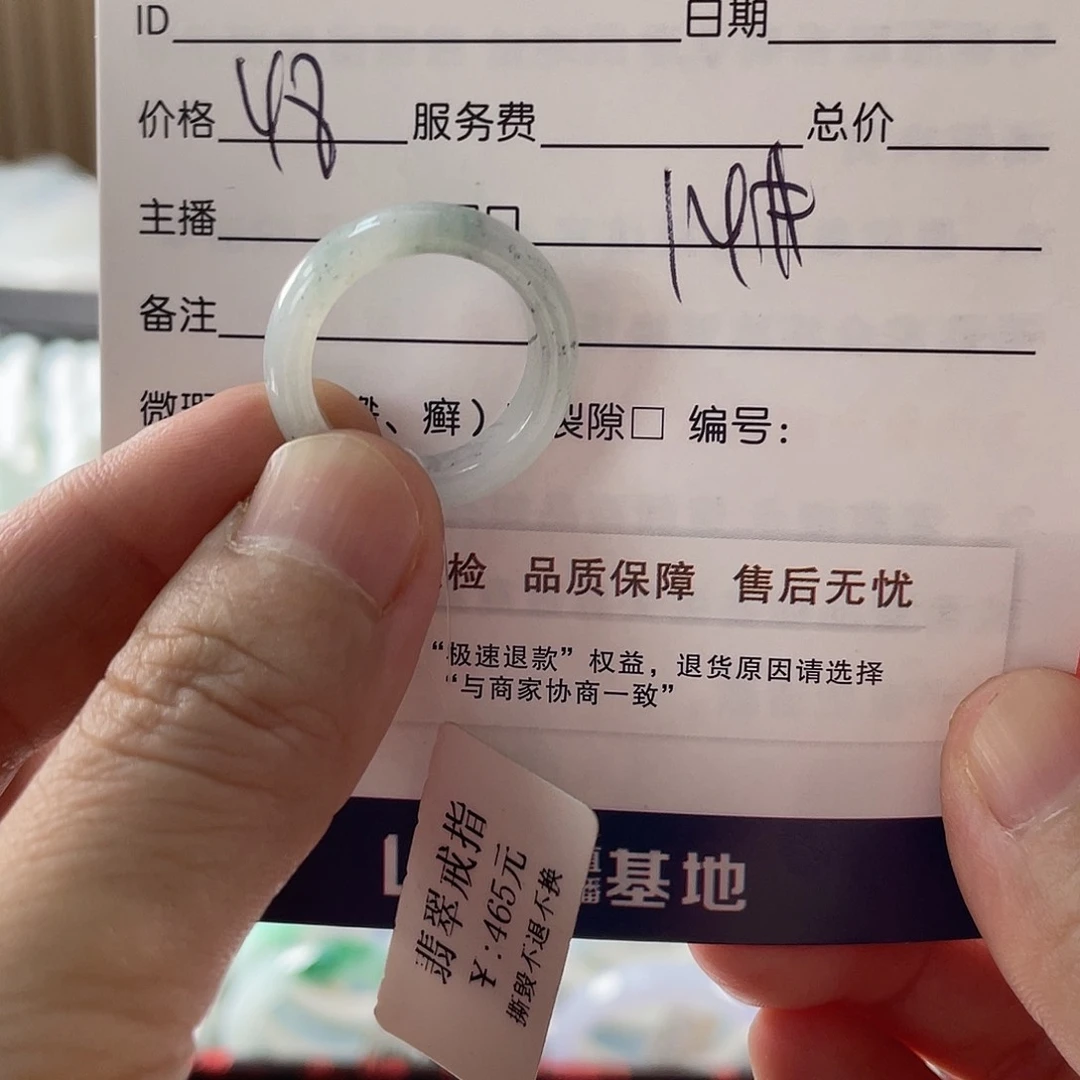 ID 日期
价格 42 服务费 总价
主播 14#
备注
微 、癣） 裂隙□ 编号：
检 品质保障 售后无忧
“极速退款”权益，退货原因请选择
“与商家协商一致”
基地
翡翠戒指
￥:465元
撕毁不退不换